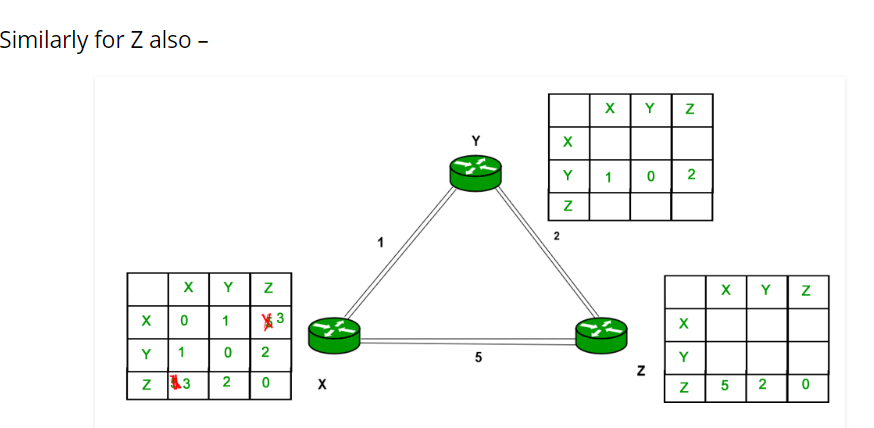 Similarly for Z also –
X Y Z
X
Y 1 0 2
Z
Y
1
2
X Y Z
X 0 1 3
Y 1 0 2
Z 3 2 0
X
5
Z
X Y Z
X
Y
Z 5 2 0